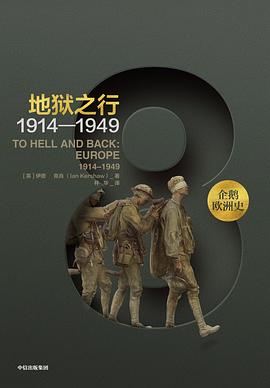 地狱之行
1914—1949
TO HELL AND BACK:
EUROPE
1914–1949
[英]伊恩·克肖(Ian Kershaw)著
林华 译
8
企鹅
欧洲史
中信出版集团